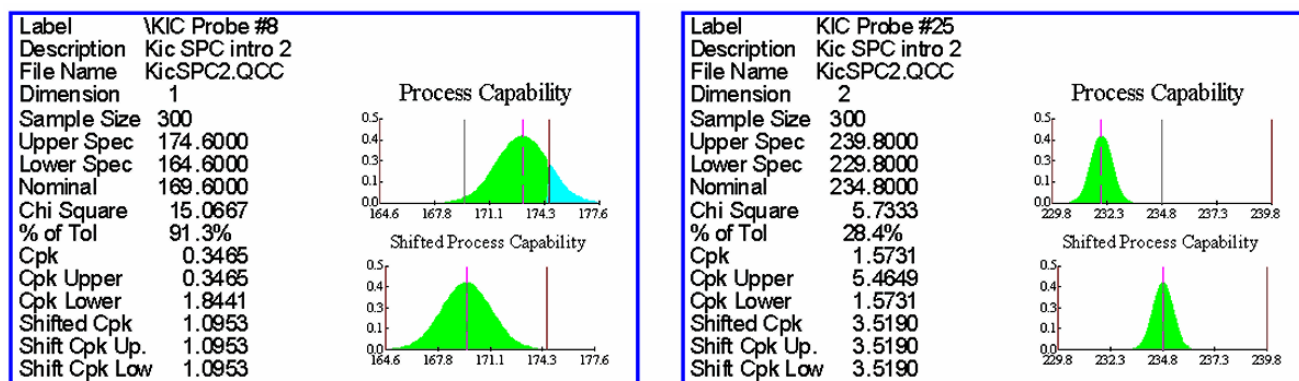 Label \KIC Probe #8
Description Kic SPC intro 2
File Name KicSPC2.QCC
Dimension 1
Sample Size 300
Upper Spec 174.6000
Lower Spec 164.6000
Nominal 169.6000
Chi Square 15.0667
% of Tol 91.3%
Cpk 0.3465
Cpk Upper 0.3465
Cpk Lower 1.8441
Shifted Cpk 1.0953
Shift Cpk Up. 1.0953
Shift Cpk Low 1.0953
Process Capability
0.5
0.4
0.3
0.1
0.0
164.6 167.8 171.1 174.3 177.6
Shifted Process Capability
0.5
0.4
0.3
0.1
0.0
164.6 167.8 171.1 174.3 177.6
Label KIC Probe #25
Description Kic SPC intro 2
File Name KicSPC2.QCC
Dimension 2
Sample Size 300
Upper Spec 239.8000
Lower Spec 229.8000
Nominal 234.8000
Chi Square 5.7333
% of Tol 28.4%
Cpk 1.5731
Cpk Upper 5.4649
Cpk Lower 1.5731
Shifted Cpk 3.5190
Shift Cpk Up. 3.5190
Shift Cpk Low 3.5190
Process Capability
0.5
0.4
0.3
0.1
0.0
229.8 232.3 234.8 237.3 239.8
Shifted Process Capability
0.5
0.4
0.3
0.1
0.0
229.8 232.3 234.8 237.3 239.8